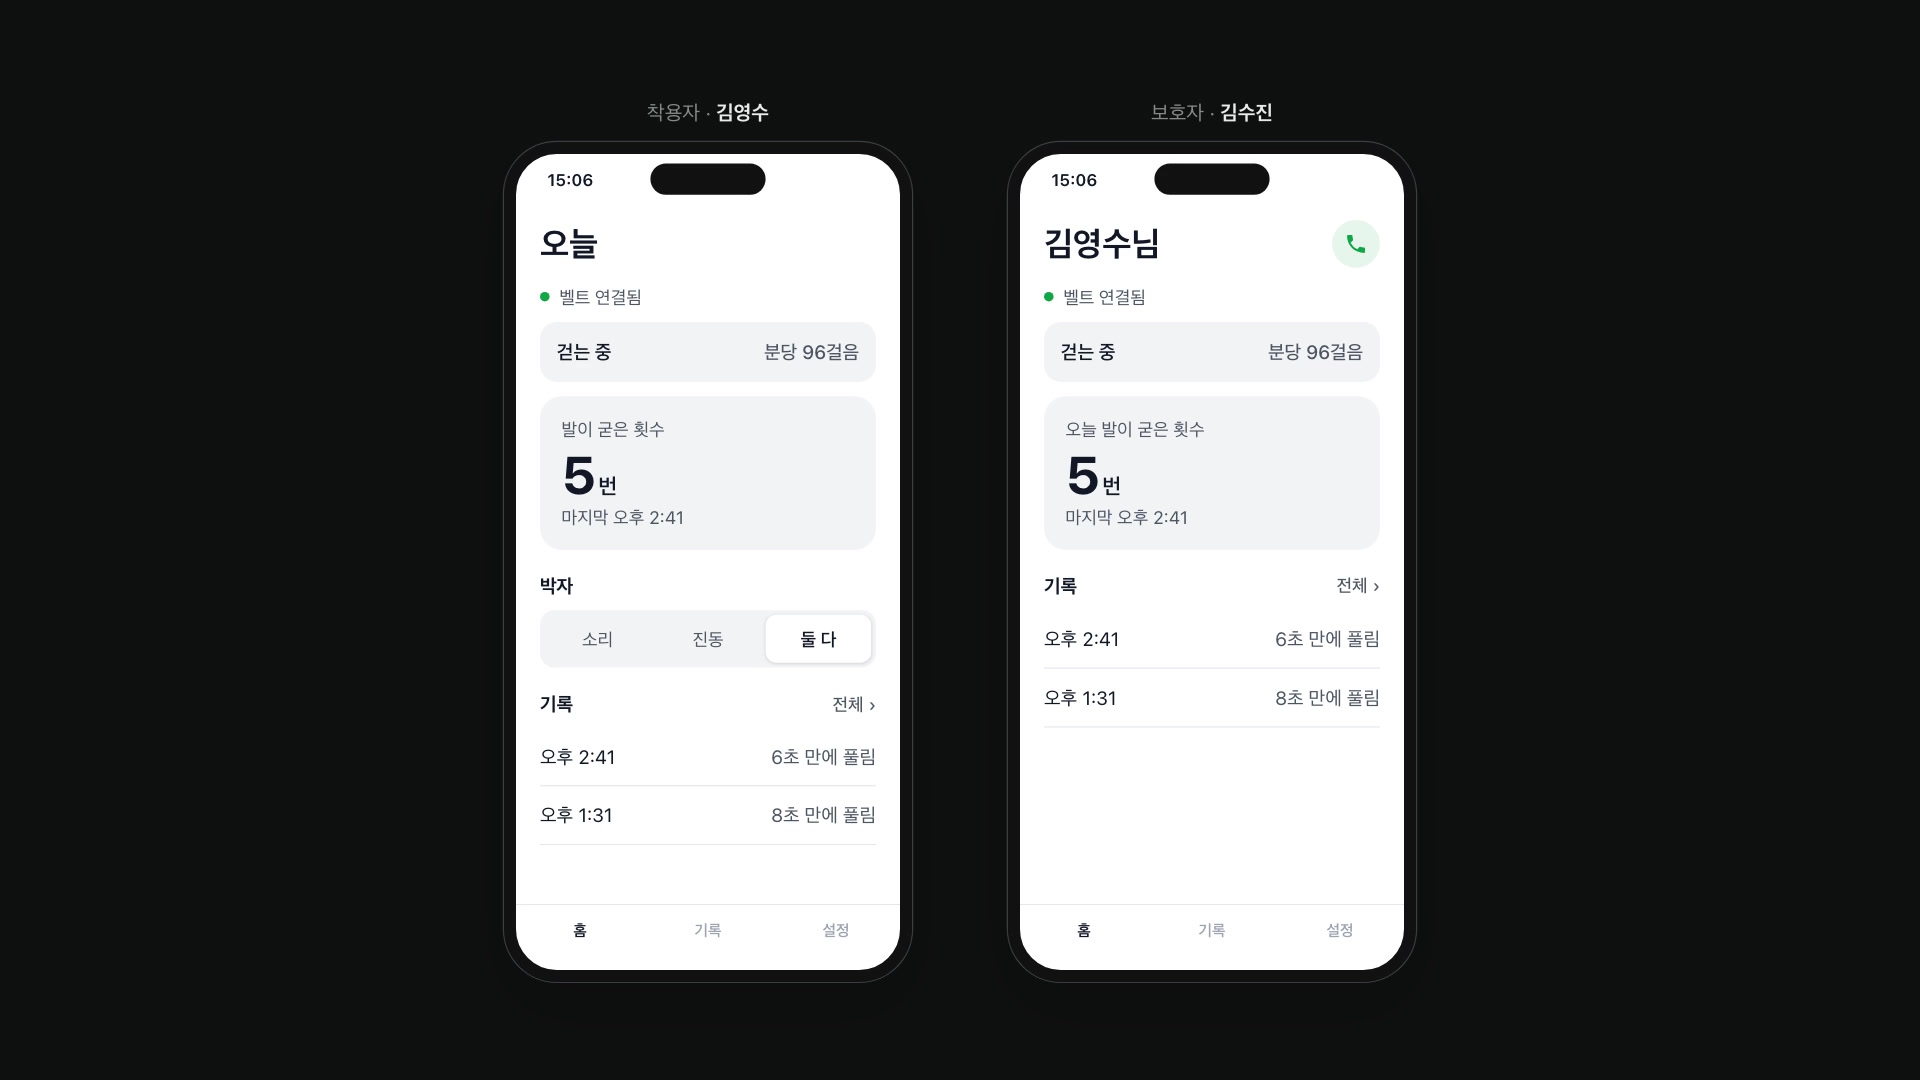 착용자 · 김영수
15:06
오늘
벨트 연결됨
걷는 중 분당 96걸음
발이 굳은 횟수
5번
마지막 오후 2:41
박자
소리 진동 둘 다
기록 전체 ›
오후 2:41 6초 만에 풀림
오후 1:31 8초 만에 풀림
홈 기록 설정
보호자 · 김수진
15:06
김영수님
벨트 연결됨
걷는 중 분당 96걸음
오늘 발이 굳은 횟수
5번
마지막 오후 2:41
기록 전체 ›
오후 2:41 6초 만에 풀림
오후 1:31 8초 만에 풀림
홈 기록 설정